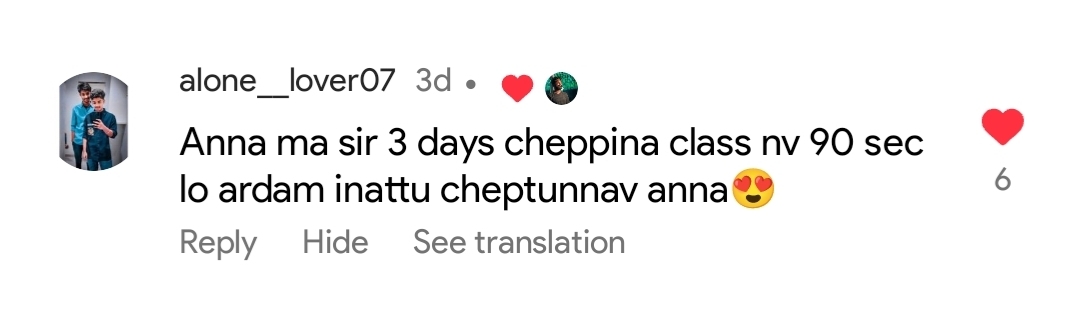 alone__lover07 3d •
Anna ma sir 3 days cheppina class nv 90 sec
lo ardam inattu cheptunnav anna😍
6
Reply Hide See translation